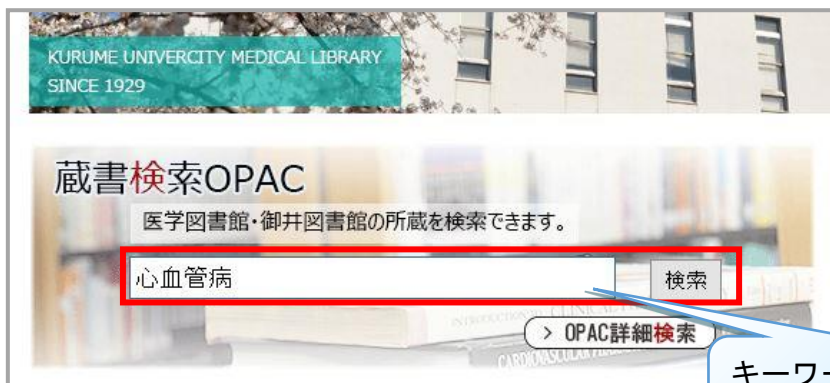 KURUME UNIVERCITY MEDICAL LIBRARY
SINCE 1929
蔵書検索OPAC
医学図書館・御井図書館の所蔵を検索できます。
心血管病
検索
> OPAC詳細検索
キーワー